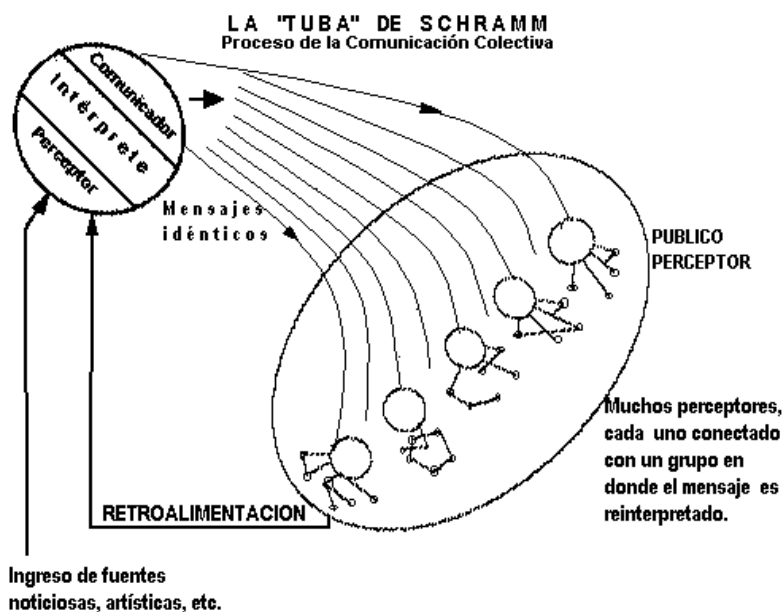 LA "TUBA" DE SCHRAMM
Proceso de la Comunicación Colectiva
Comunicador
Intérprete
Perceptor
Mensajes
idénticos
PUBLICO
PERCEPTOR
Muchos perceptores,
cada uno conectado
con un grupo en
donde el mensaje es
reinterpretado.
RETROALIMENTACION
Ingreso de fuentes
noticiosas, artísticas, etc.